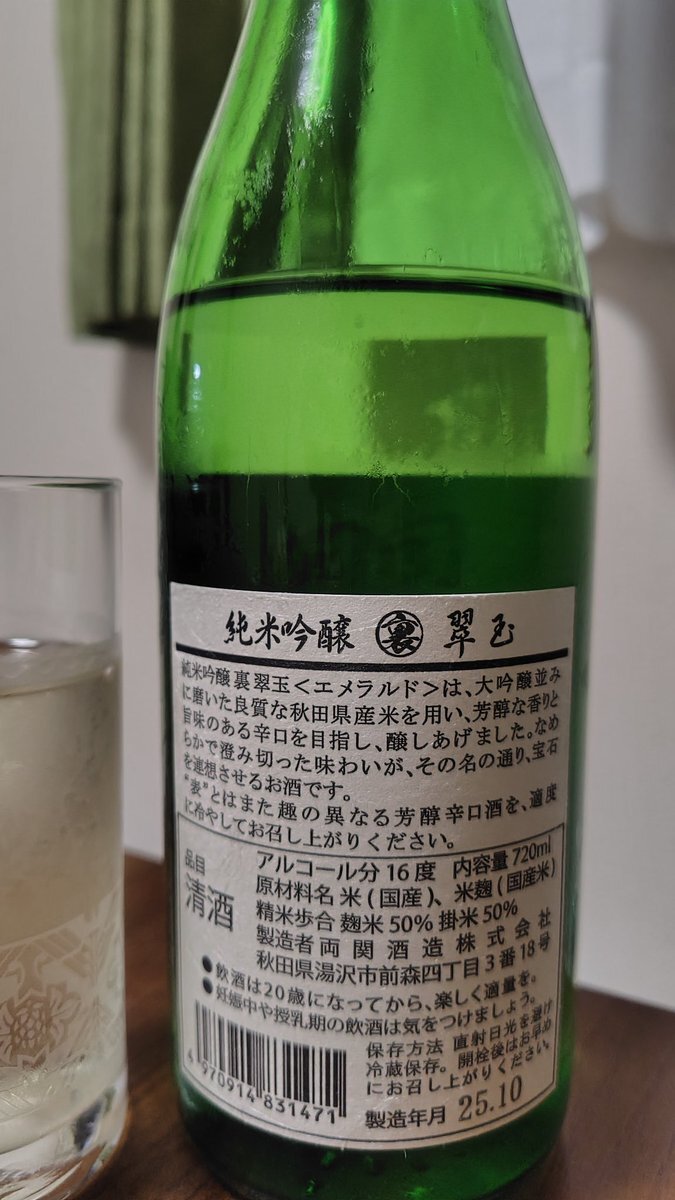 純米吟醸 裏 翠玉
純米吟醸 裏 翠玉<エメラルド>は、大吟醸並み
に磨いた良質な秋田県産米を用い、芳醇な香りと
旨味のある辛口を目指し、醸しあげました。なめ
らかで澄み切った味わいが、その名の通り、宝石
を連想させるお酒です。
“表”とはまた趣の異なる芳醇辛口酒を、適度
に冷やしてお召し上がりください。
品目
清酒
アルコール分16度 内容量720ml
原材料名 米(国産)、米麹(国産米)
精米歩合 麹米50% 掛米50%
製造者 両関酒造株式会社
秋田県湯沢市前森四丁目3番18号
●飲酒は20歳になってから、楽しく適量を。
●妊娠中や授乳期の飲酒は気をつけましょう。
保存方法 直射日光を避け
冷蔵保存。開栓後はお早め
にお召し上がりください。
4 970914 831471
製造年月 25.10